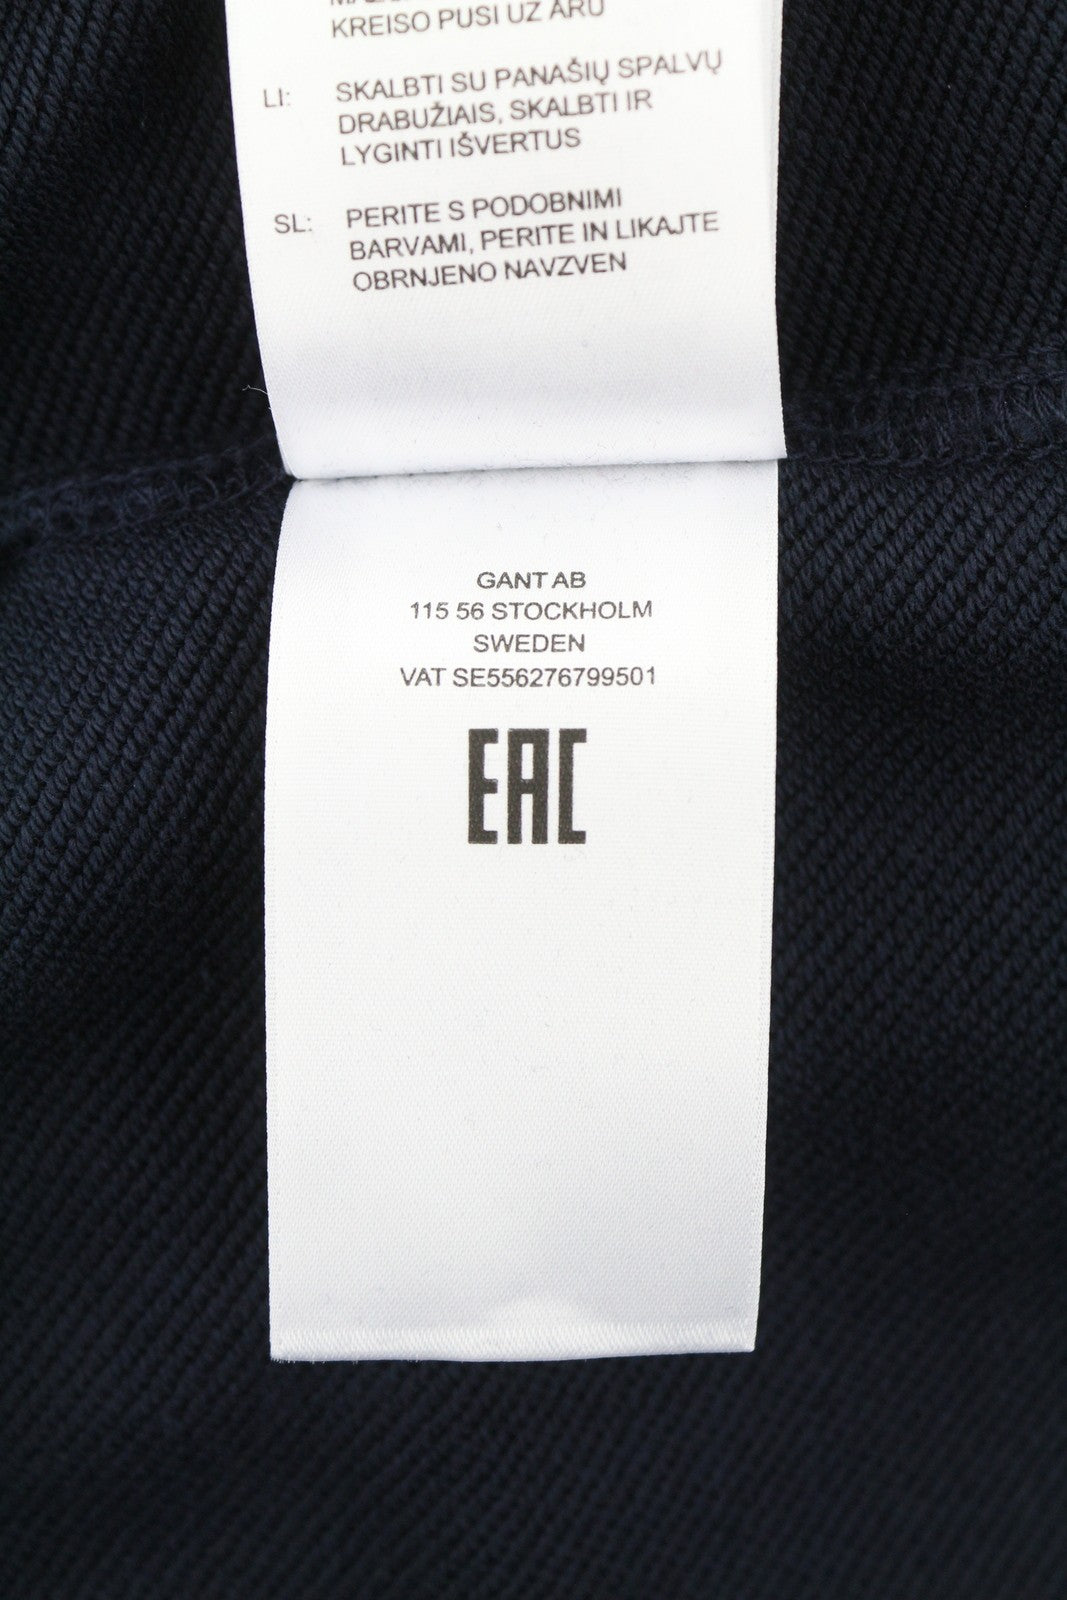 KREISO PUSI UZ ĀRU
LI: SKALBTI SU PANAŠIŲ SPALVŲ
DRABUŽIAIS, SKALBTI IR
LYGINTI IŠVERTUS
SL: PERITE S PODOBNIMI
BARVAMI, PERITE IN LIKAJTE
OBRNJENO NAVZVEN
GANT AB
115 56 STOCKHOLM
SWEDEN
VAT SE556276799501
EAC